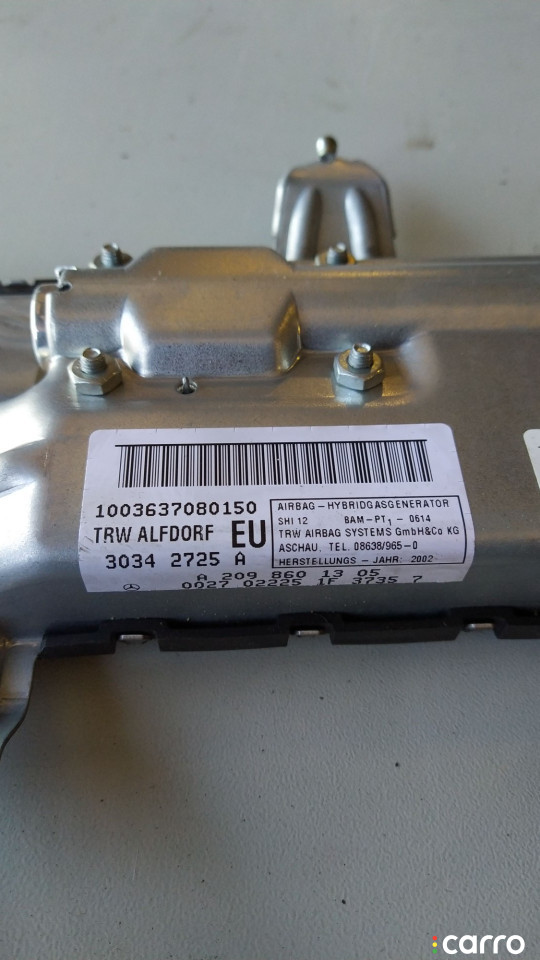 1003637080150
TRW ALFDORF EU
3034 2725 A
AIRBAG-HYBRIDGASGENERATOR
SHI 12 BAM-PT1-0614
TRW AIRBAG SYSTEMS GmbH&Co KG
ASCHAU. TEL. 08638/965-0
HERSTELLUNGS-JAHR: 2002
A 209 860 13 05
0027 02225 1F 3735 7
carro